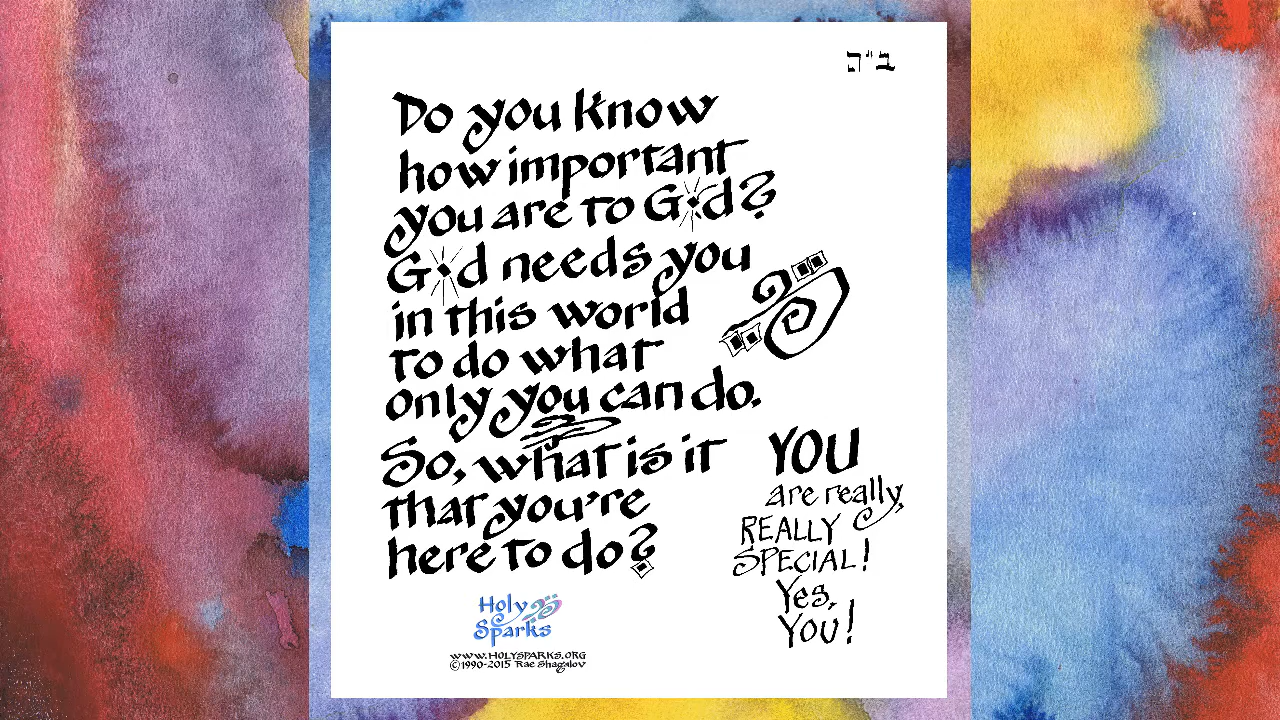 ב"ה
Do you know
how important
you are to G•d?
G•d needs you
in this world
to do what
only you can do.
So, what is it
that you're
here to do?
YOU
are really,
REALLY
SPECIAL!
Yes,
YOU!
Holy
Sparks
WWW.HOLYSPARKS.ORG
©1990-2015 Rae Shagalov